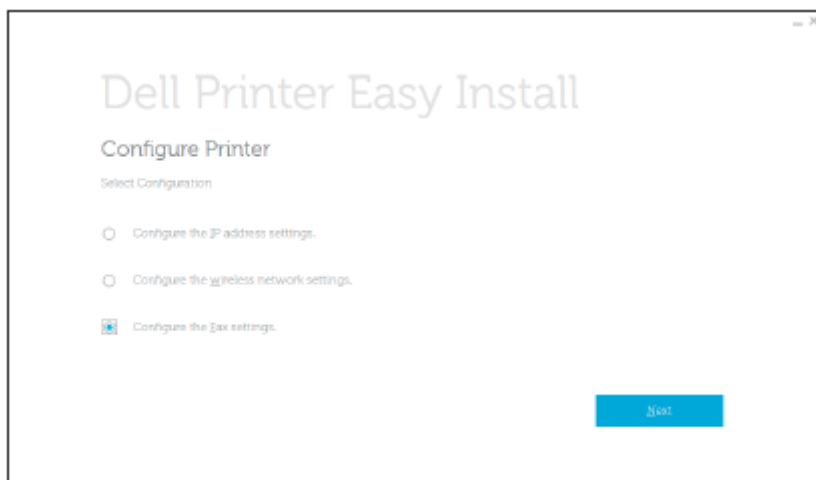 Dell Printer Easy Install
Configure Printer
Select Configuration
Configure the IP address settings.
Configure the wireless network settings.
Configure the Fax settings.
Next